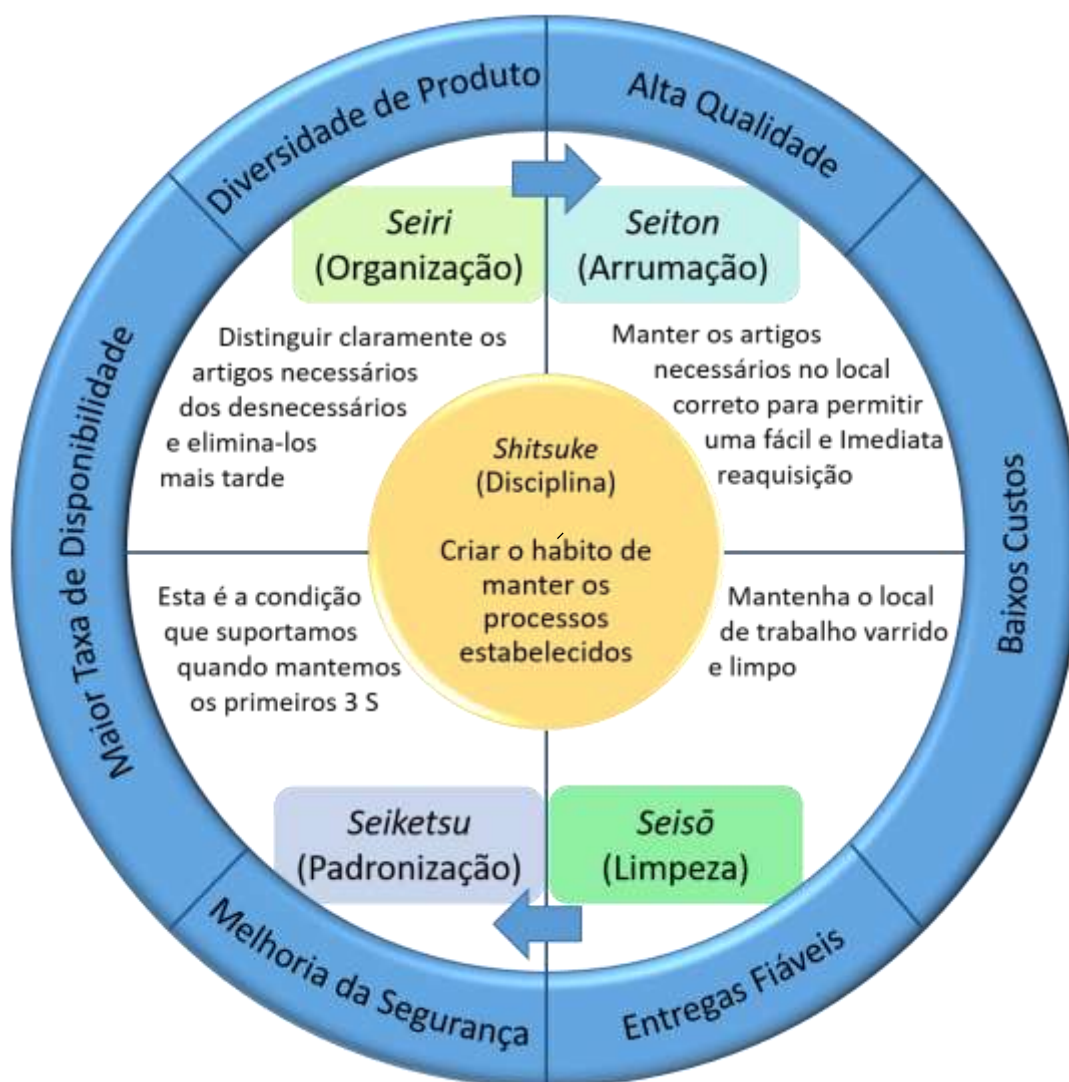 Diversidade de Produto
Alta Qualidade
Baixos Custos
Entregas Fiáveis
Melhoria da Segurança
Maior Taxa de Disponibilidade
Seiri
(Organização)
Distinguir claramente os
artigos necessários
dos desnecessários
e elimina-los
mais tarde
Seiton
(Arrumação)
Manter os artigos
necessários no local
correto para permitir
uma fácil e Imediata
reaquisição
Shitsuke
(Disciplina)
Criar o hábito de
manter os
processos
estabelecidos
Mantenha o local
de trabalho varrido
e limpo
Seisō
(Limpeza)
Esta é a condição
que suportamos
quando mantemos
os primeiros 3 S
Seiketsu
(Padronização)